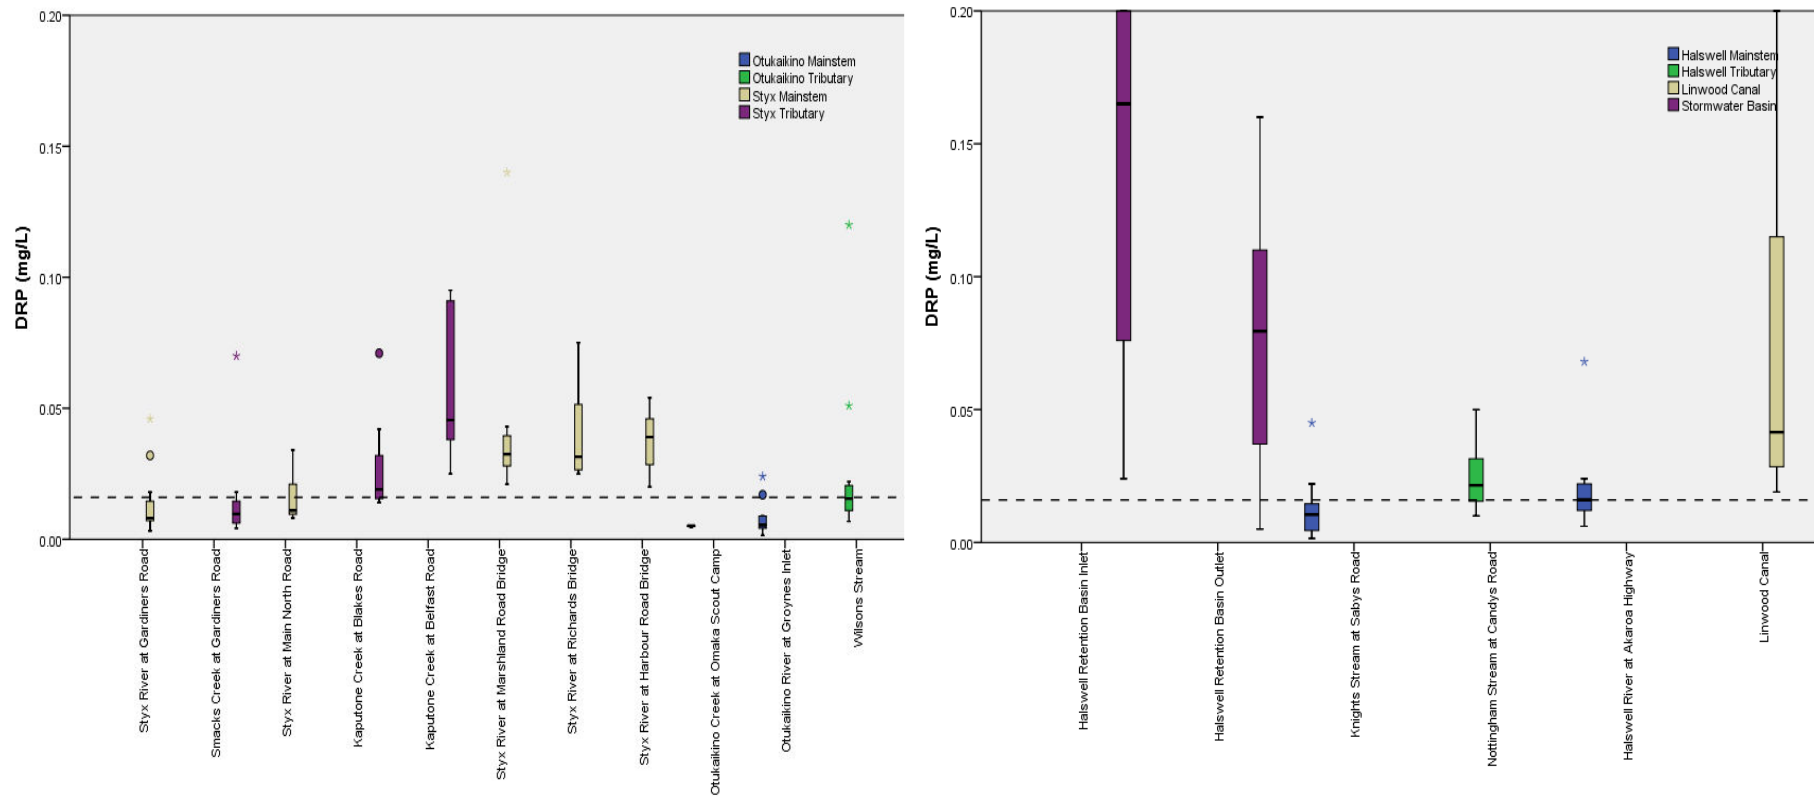 0.20
0.15
0.10
0.05
0.00
DRP (mg/L)
Otukaikino Mainstem
Otukaikino Tributary
Styx Mainstem
Styx Tributary
Styx River at Gardiners Road
Smacks Creek at Gardiners Road
Styx River at Main North Road
Kaputone Creek at Blakes Road
Kaputone Creek at Belfast Road
Styx River at Marshland Road Bridge
Styx River at Richards Bridge
Styx River at Harbour Road Bridge
Otukaikino Creek at Omaka Scout Camp
Otukaikino River at Groynes Inlet
Wilsons Stream
0.20
0.15
0.10
0.05
0.00
DRP (mg/L)
Halswell Mainstem
Halswell Tributary
Linwood Canal
Stormwater Basin
Halswell Retention Basin Inlet
Halswell Retention Basin Outlet
Knights Stream at Sabys Road
Nottingham Stream at Candys Road
Halswell River at Akaroa Highway
Linwood Canal